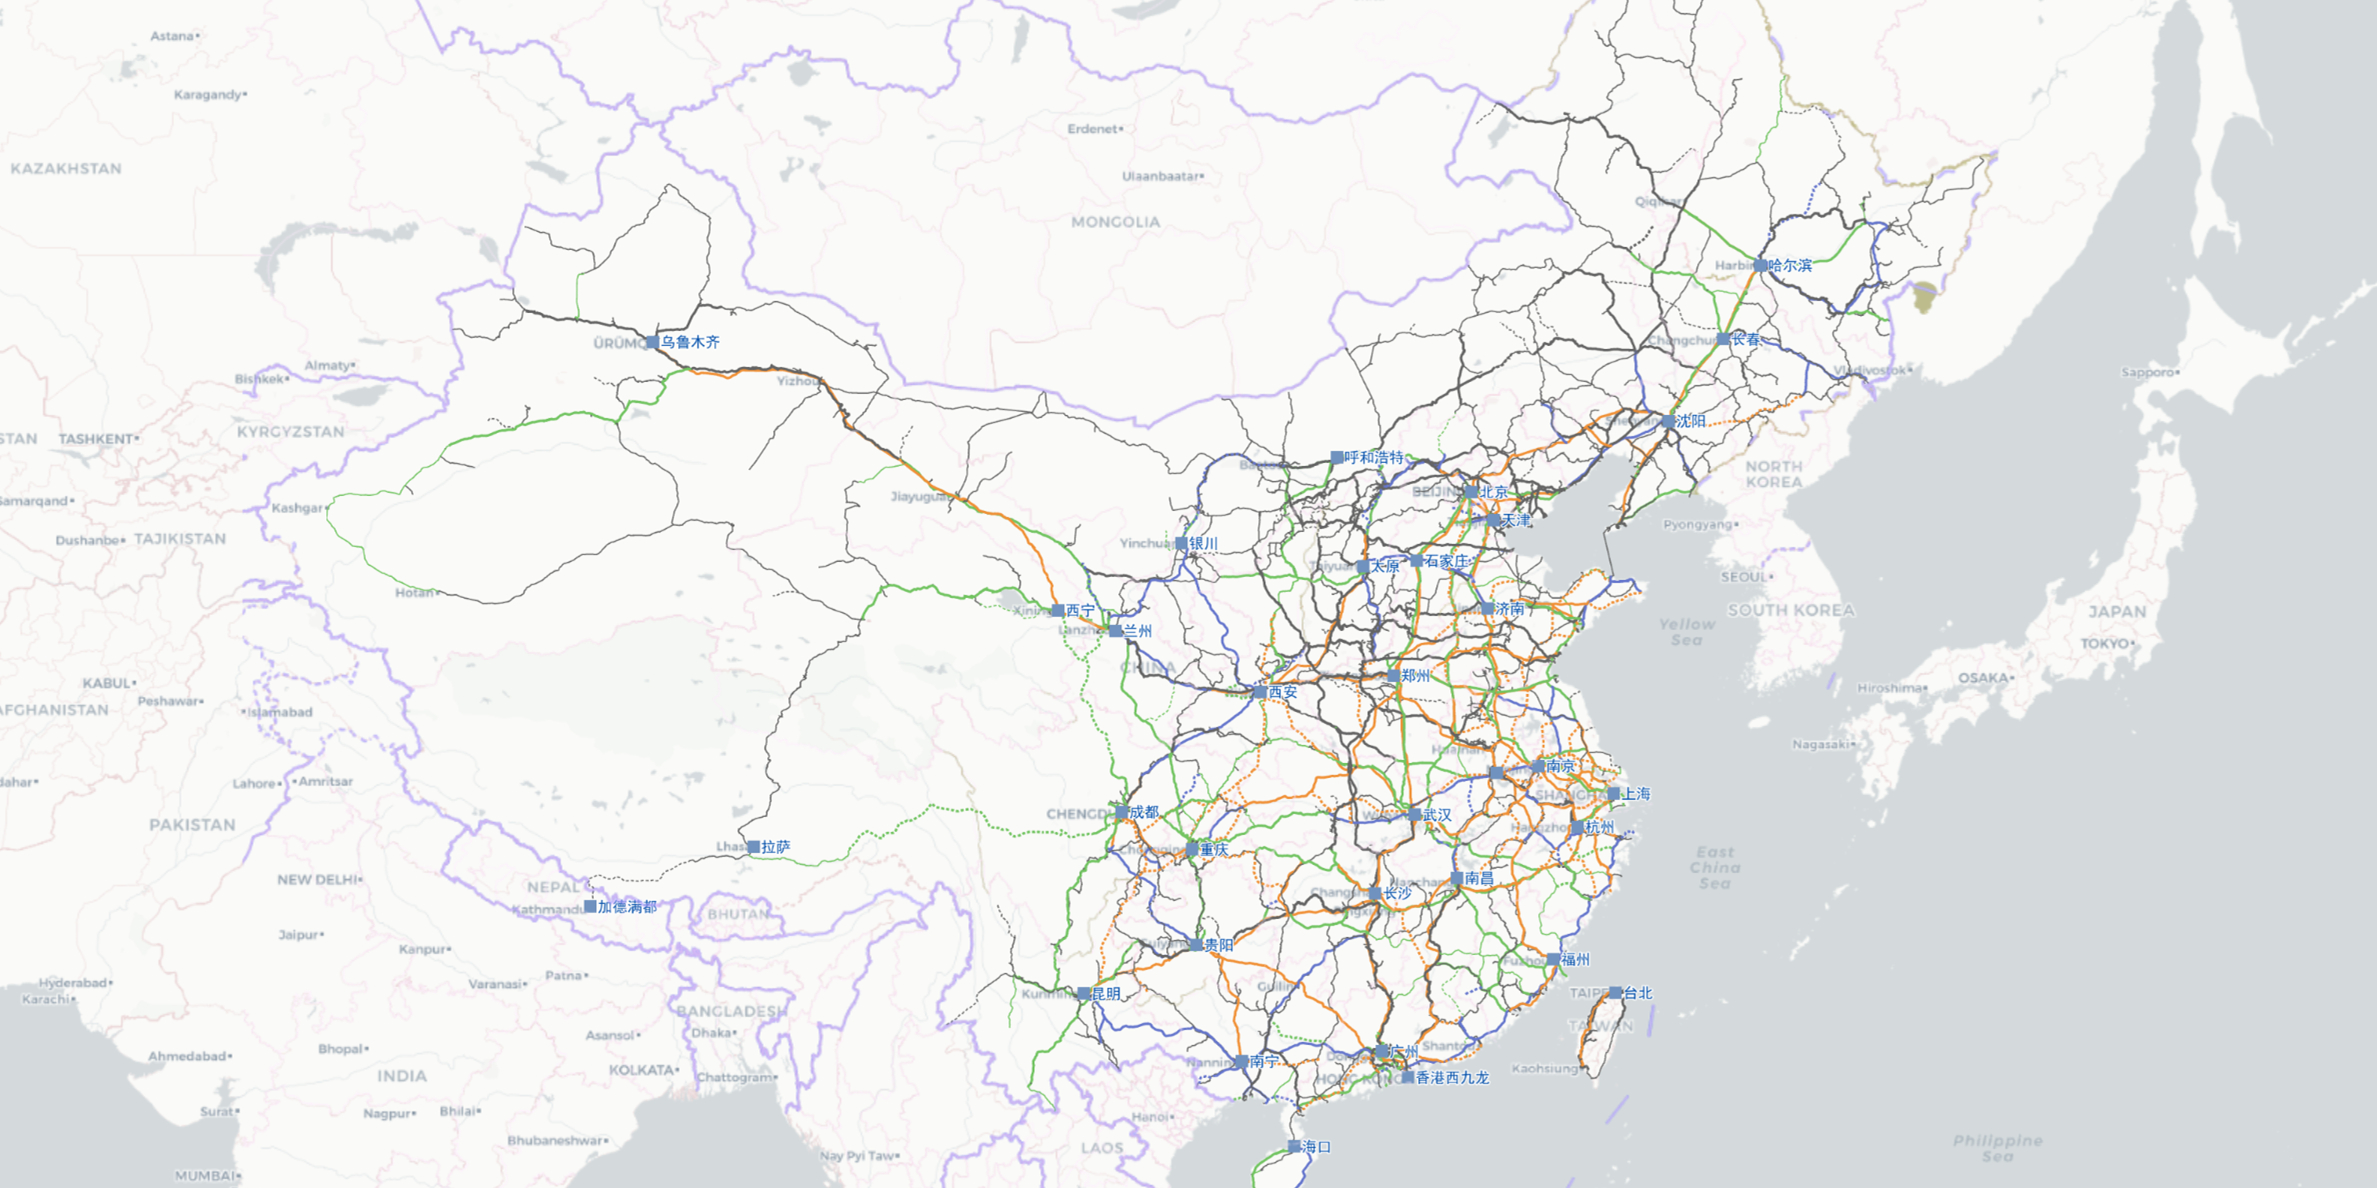 Astana
Karagandy
KAZAKHSTAN
Erdenet
Ulaanbaatar
MONGOLIA
Qiqihar
Harbin
哈尔滨
ÜRÜMQ
乌鲁木齐
Changchun
长春
Almaty
Bishkek
Yizhou
Vladivostok
Sapporo
STAN
TASHKENT
KYRGYZSTAN
沈阳
呼和浩特
NORTH
KOREA
Samarqand
Kashgar
Jiayuguan
BEIJIN
北京
天津
Pyongyang
Dushanbe
TAJIKISTAN
Yinchuan
银川
Taiyuan
太原
石家庄
SEOUL
Hotan
Xining
西宁
济南
SOUTH KOREA
JAPAN
Lanzhou
兰州
Yellow
Sea
TOKYO
CHINA
KABUL
Peshawar
西安
郑州
Hiroshima
OSAKA
AFGHANISTAN
Islamabad
Nagasaki
Huainan
南京
dahar
Lahore
Amritsar
SHANGHAI
上海
CHENGDU
成都
武汉
PAKISTAN
Hangzhou
杭州
Lhasa
拉萨
Chongqing
重庆
East
China
Sea
NEW DELHI
NEPAL
Changsha
长沙
Nanchang
南昌
Kathmandu
加德满都
BHUTAN
Pingxiang
Jaipur
Kanpur
Guiyang
贵阳
Fuzhou
福州
Hyderabad
Karachi
Varanasi
Patna
Guilin
Kunming
昆明
TAIPEI
台北
BANGLADESH
Dhaka
TAIWAN
Asansol
Ahmedabad
Bhopal
Nanning
南宁
广州
Shantou
INDIA
KOLKATA
Chattogram
HONG KONG
香港西九龙
Kaohsiung
Surat
Nagpur
Bhilai
Hanoi
Bhubaneshwar
LAOS
海口
Philippine
Sea
MUMBAI
Nay Pyi Taw